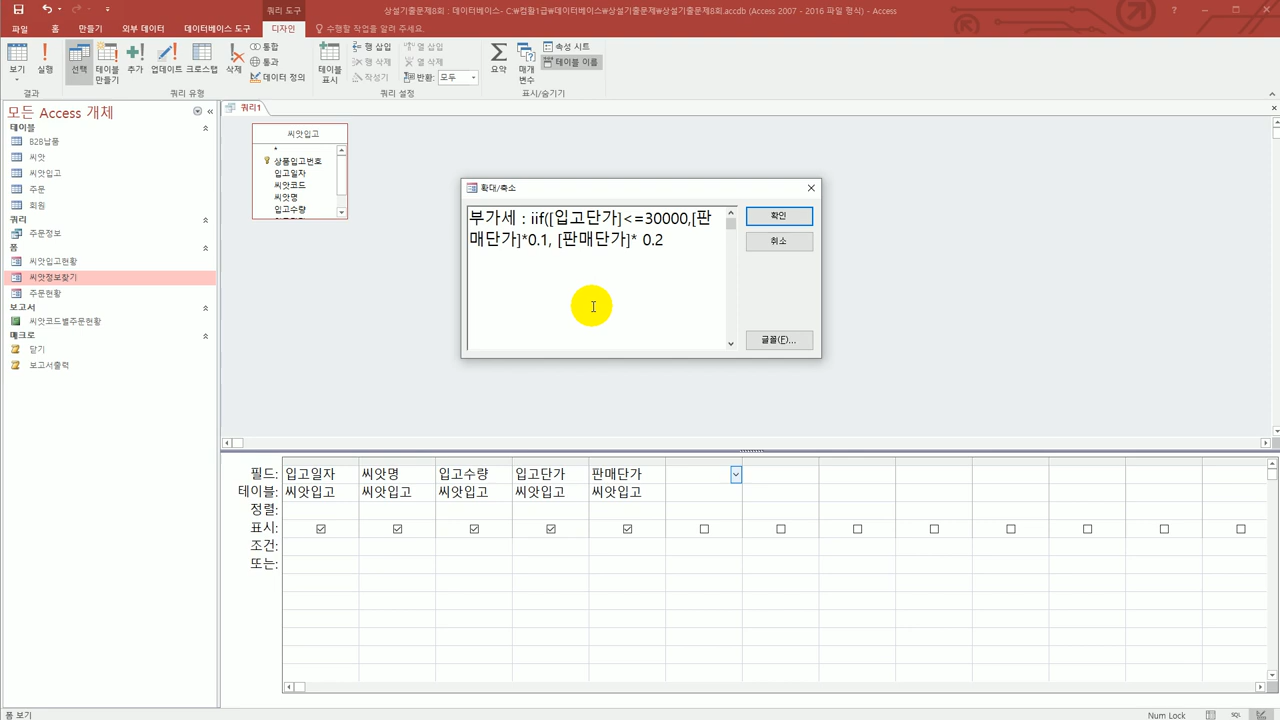 쿼리 도구
상설기출문제8회 : 데이터베이스- C:\컴활1급\데이터베이스\상설기출문제\상설기출문제8회.accdb (Access 2007 - 2016 파일 형식) - Access
파일 홈 만들기 외부 데이터 데이터베이스 도구 디자인 수행할 작업을 알려 주세요.
보기 실행 선택 테이블 만들기 추가 업데이트 크로스탭 삭제 통합 통과 데이터 정의 테이블 표시 행 삽입 행 삭제 작성기 열 삽입 열 삭제 반환: 모두 요약 매개 변수 속성 시트 테이블 이름
결과 쿼리 유형 쿼리 설정 표시/숨기기
모든 Access 개체
테이블
B2B납품
씨앗
씨앗입고
주문
회원
쿼리
주문정보
폼
씨앗입고현황
씨앗정보찾기
주문현황
보고서
씨앗코드별주문현황
매크로
닫기
보고서출력
쿼리1
씨앗입고
*
상품입고번호
입고일자
씨앗코드
씨앗명
입고수량
확대/축소
부가세 : iif([입고단가]<=30000,[판
매단가]*0.1, [판매단가]* 0.2
확인
취소
글꼴(F)...
필드: 입고일자 씨앗명 입고수량 입고단가 판매단가
테이블: 씨앗입고 씨앗입고 씨앗입고 씨앗입고 씨앗입고
정렬:
표시:
조건:
또는:
폼 보기
Num Lock
SQL